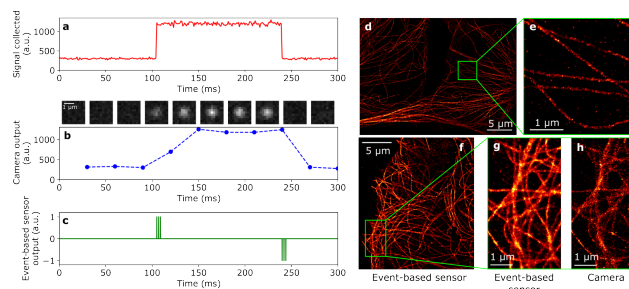 a
Signal collected
(a.u.)
1000
500
0
0 50 100 150 200 250 300
Time (ms)
1 µm
b
Camera output
(a.u.)
1000
500
0
0 50 100 150 200 250 300
Time (ms)
c
Event-based sensor
output (a.u.)
1
0
−1
0 50 100 150 200 250 300
Time (ms)
d
5 µm
e
1 µm
5 µm
f
g
1 µm
h
1 µm
Event-based sensor
Event-based
sensor
Camera